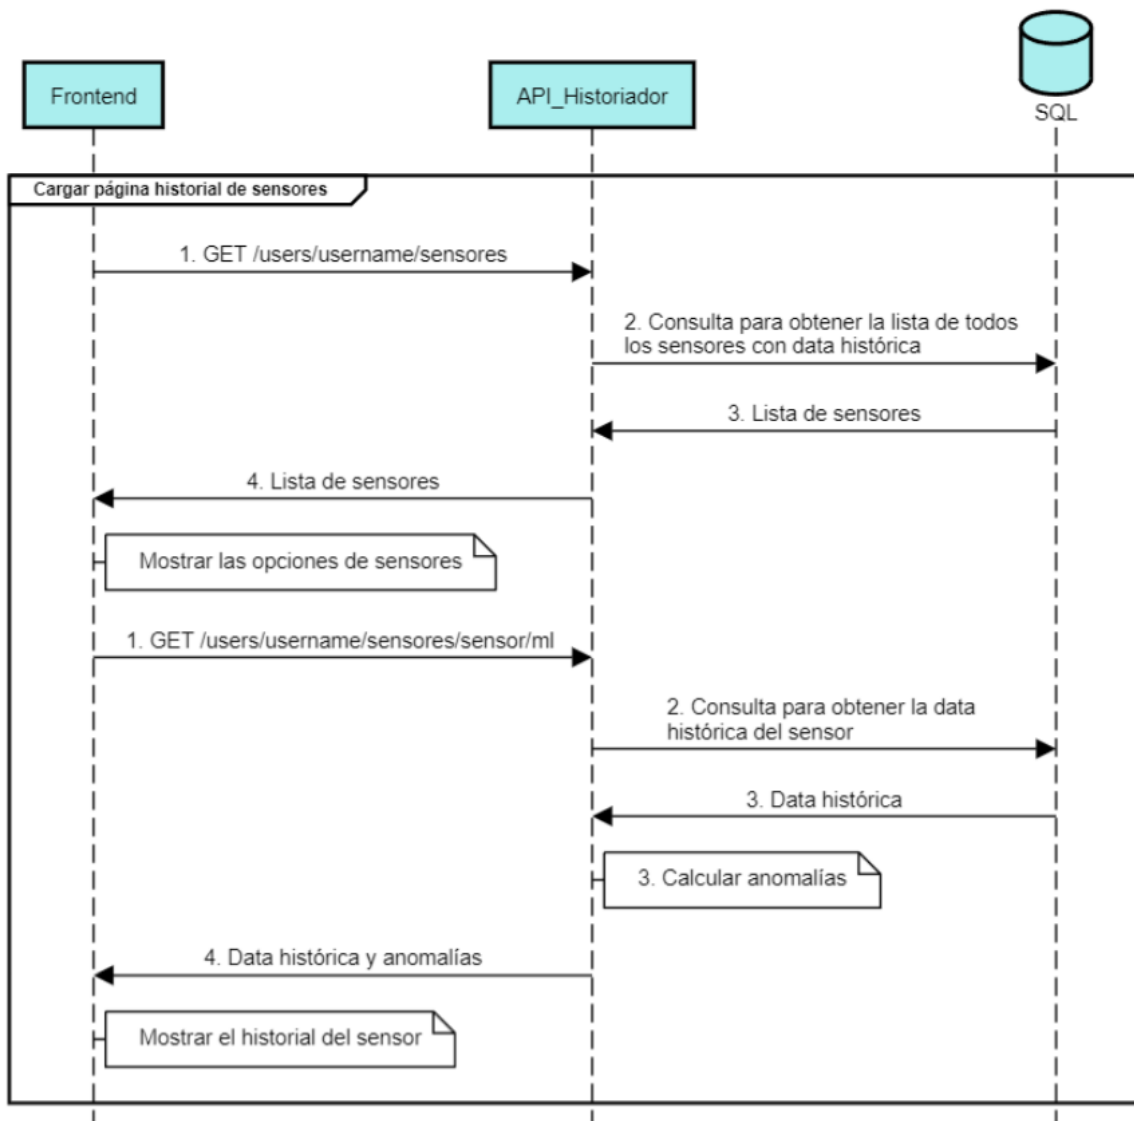 Frontend
API_Historiador
SQL
Cargar página historial de sensores
1. GET /users/username/sensores
2. Consulta para obtener la lista de todos
los sensores con data histórica
3. Lista de sensores
4. Lista de sensores
Mostrar las opciones de sensores
1. GET /users/username/sensores/sensor/ml
2. Consulta para obtener la data
histórica del sensor
3. Data histórica
3. Calcular anomalías
4. Data histórica y anomalías
Mostrar el historial del sensor